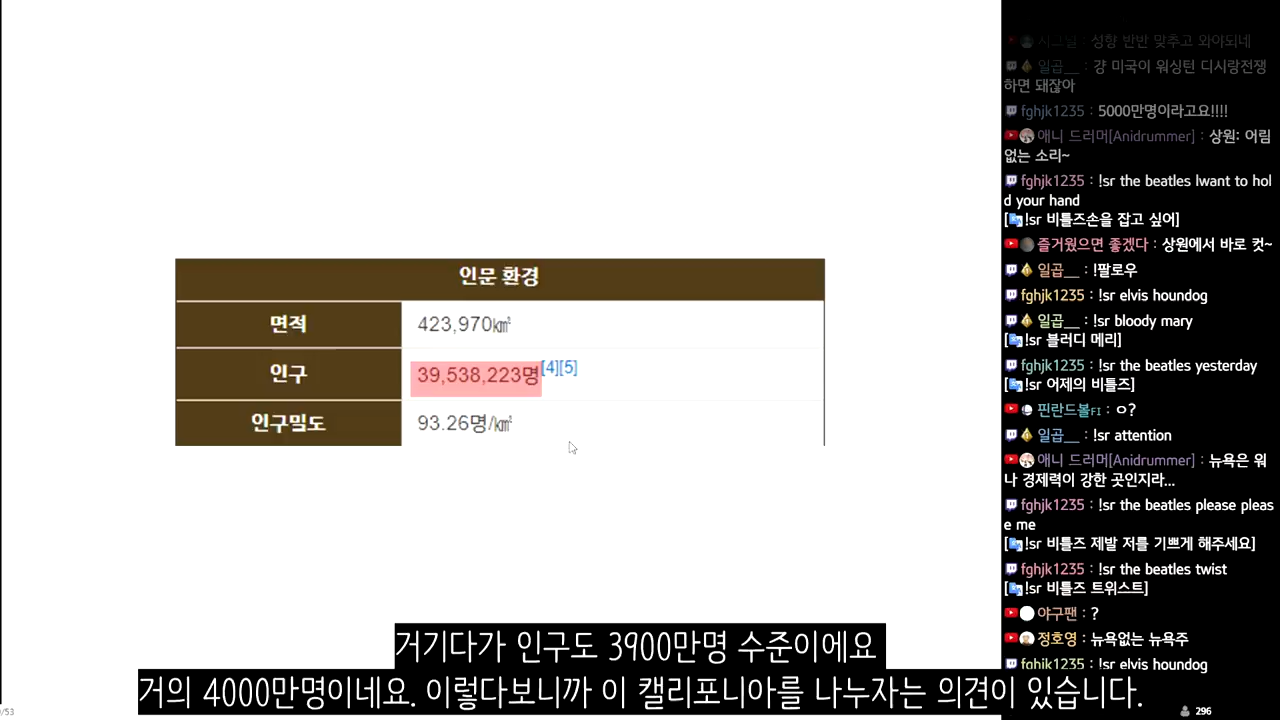 인문 환경
면적 423,970㎢
인구 39,538,223명[4][5]
인구밀도 93.26명/㎢
거기다가 인구도 3900만명 수준이에요
거의 4000만명이네요. 이렇다보니까 이 캘리포니아를 나누자는 의견이 있습니다.
/53
성향 반반 맞추고 와야되네
일곱__ : 걍 미국이 워싱턴 디시랑전쟁
하면 돼잖아
fghjk1235 : 5000만명이라고요!!!!
애니 드러머[Anidrummer] : 상원: 어림
없는 소리~
fghjk1235 : !sr the beatles lwant to hol
d your hand
[!sr 비틀즈손을 잡고 싶어]
즐거웠으면 좋겠다 : 상원에서 바로 컷~
일곱__ : !팔로우
fghjk1235 : !sr elvis houndog
일곱__ : !sr bloody mary
[!sr 블러디 메리]
fghjk1235 : !sr the beatles yesterday
[!sr 어제의 비틀즈]
핀란드볼FI : ㅇ?
일곱__ : !sr attention
애니 드러머[Anidrummer] : 뉴욕은 워
나 경제력이 강한 곳인지라...
fghjk1235 : !sr the beatles please pleas
e me
[!sr 비틀즈 제발 저를 기쁘게 해주세요]
fghjk1235 : !sr the beatles twist
[!sr 비틀즈 트위스트]
야구팬 : ?
정호영 : 뉴욕없는 뉴욕주
fghjk1235 : !sr elvis houndog
296